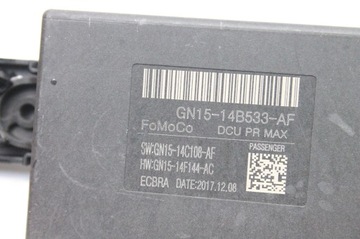 GN15-14B533-AF
FoMoCo DCU PR MAX
SW:GN15-14C108-AF PASSENGER
HW:GN15-14F144-AC
ECBRA DATE:2017.12.08